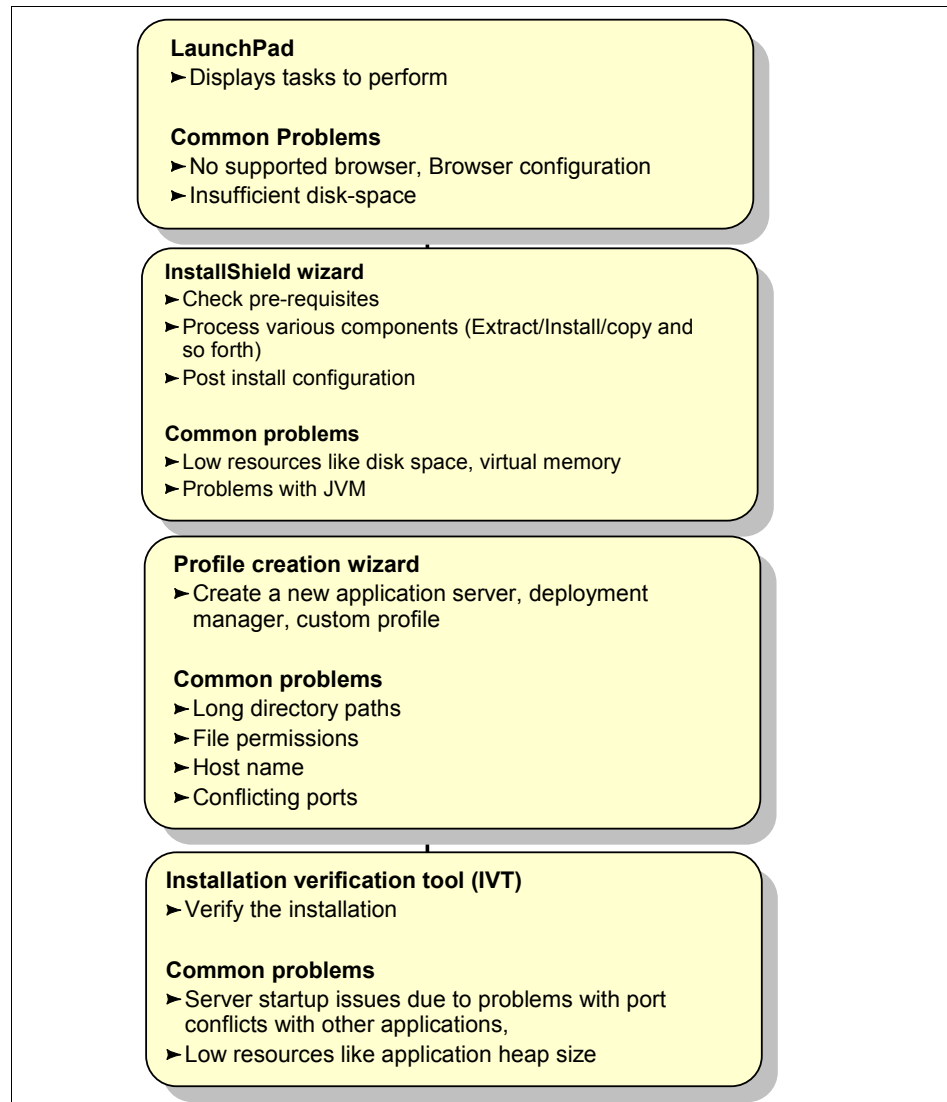 LaunchPad
➤Displays tasks to perform
Common Problems
➤No supported browser, Browser configuration
➤Insufficient disk-space
InstallShield wizard
➤Check pre-requisites
➤Process various components (Extract/Install/copy and
so forth)
➤Post install configuration
Common problems
➤Low resources like disk space, virtual memory
➤Problems with JVM
Profile creation wizard
➤Create a new application server, deployment
manager, custom profile
Common problems
➤Long directory paths
➤File permissions
➤Host name
➤Conflicting ports
Installation verification tool (IVT)
➤Verify the installation
Common problems
➤Server startup issues due to problems with port
conflicts with other applications,
➤Low resources like application heap size